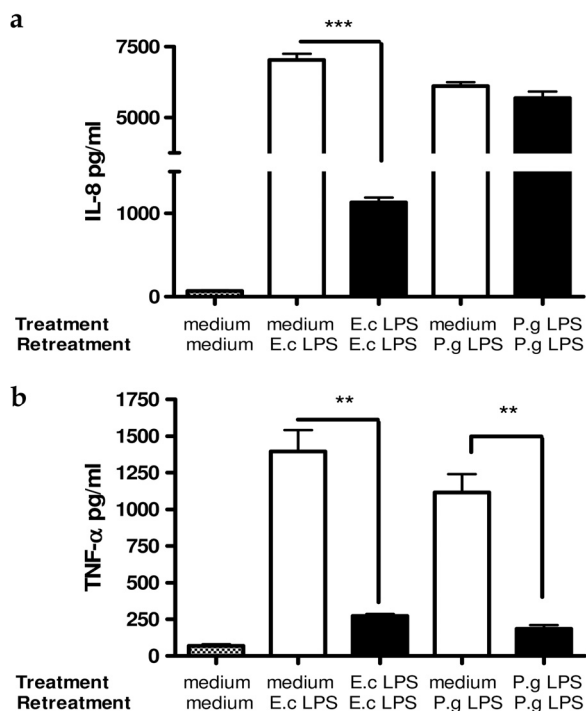 a
***
7500
5000
1000
0
IL-8 pg/ml
Treatment medium medium E.c LPS medium P.g LPS
Retreatment medium E.c LPS E.c LPS P.g LPS P.g LPS
b
** **
1750
1500
1250
1000
750
500
250
0
TNF-α pg/ml
Treatment medium medium E.c LPS medium P.g LPS
Retreatment medium E.c LPS E.c LPS P.g LPS P.g LPS